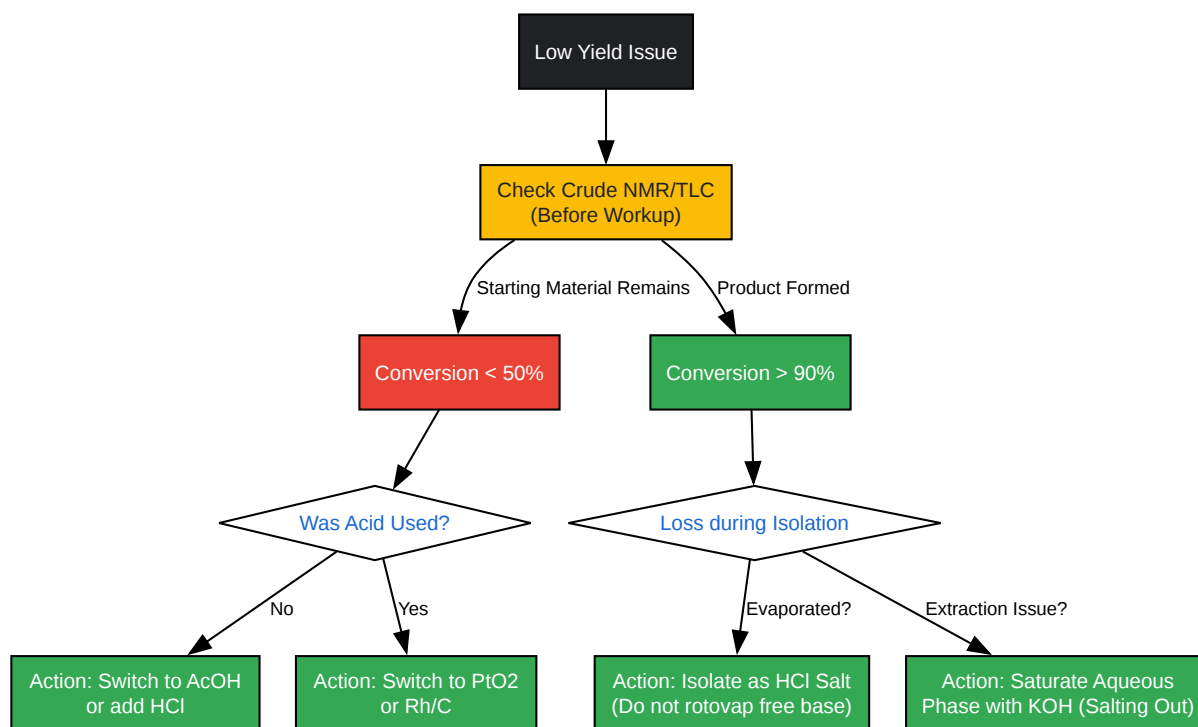 Low Yield Issue
Check Crude NMR/TLC
(Before Workup)
Starting Material Remains
Product Formed
Conversion < 50%
Conversion > 90%
Was Acid Used?
Loss during Isolation
No
Yes
Evaporated?
Extraction Issue?
Action: Switch to AcOH
or add HCl
Action: Switch to PtO2
or Rh/C
Action: Isolate as HCl Salt
(Do not rotovap free base)
Action: Saturate Aqueous
Phase with KOH (Salting Out)